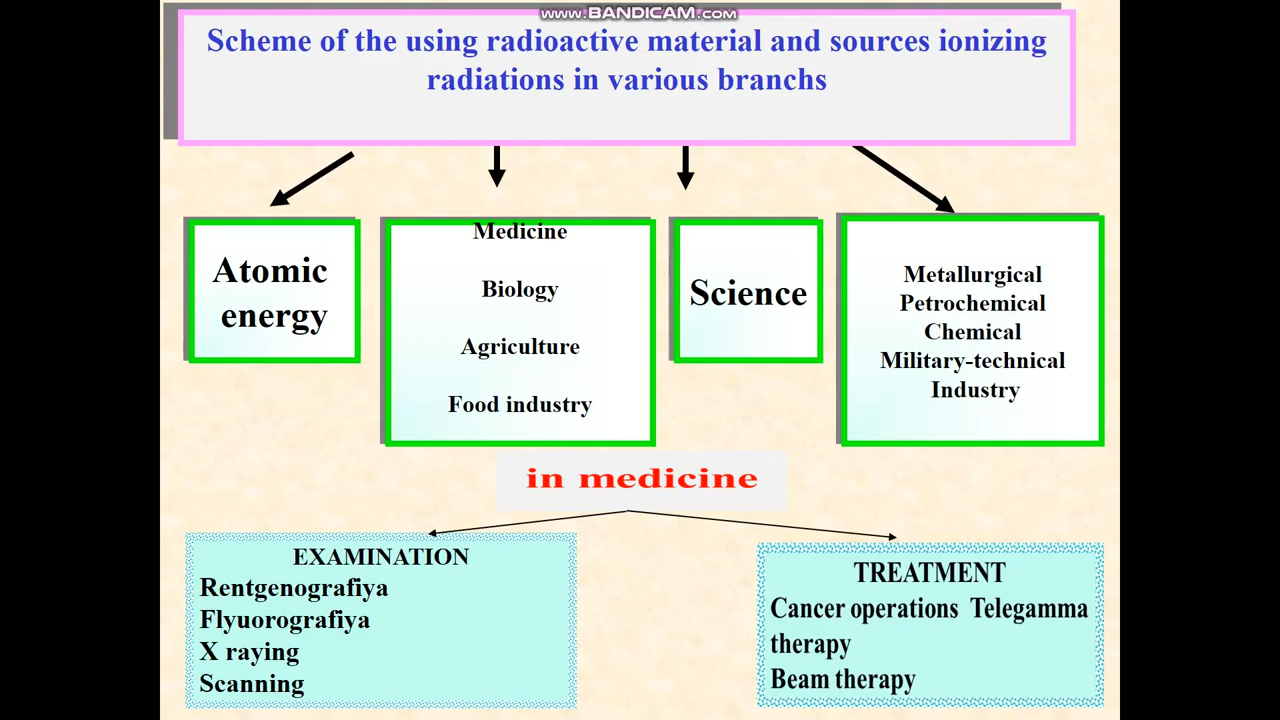 www.BANDICAM.com
Scheme of the using radioactive material and sources ionizing
radiations in various branchs
Atomic
energy
Medicine
Biology
Agriculture
Food industry
Science
Metallurgical
Petrochemical
Chemical
Military-technical
Industry
in medicine
EXAMINATION
Rentgenografiya
Flyuorografiya
X raying
Scanning
TREATMENT
Cancer operations Telegamma
therapy
Beam therapy